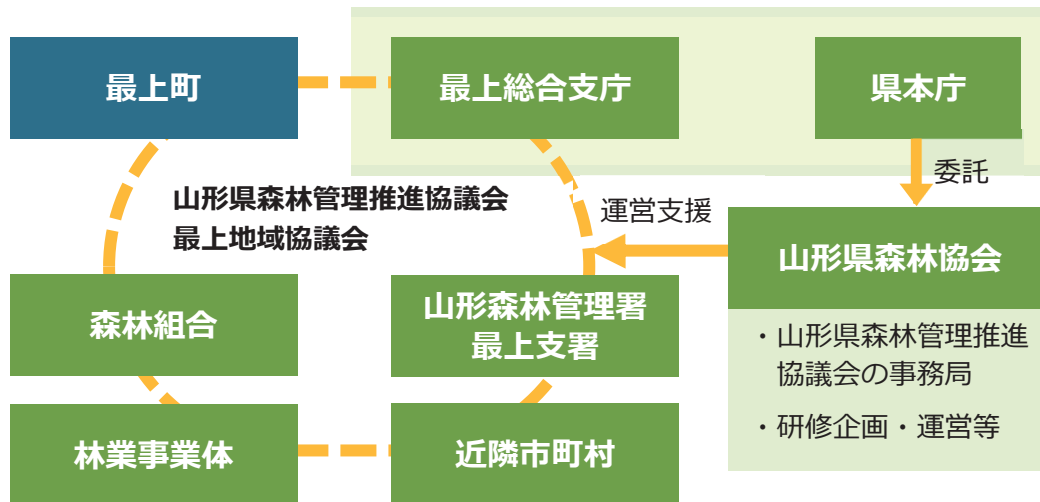 最上町
最上総合支庁
県本庁
委託
山形県森林管理推進協議会
最上地域協議会
運営支援
山形県森林協会
森林組合
山形森林管理署
最上支署
・山形県森林管理推進
協議会の事務局
・研修企画・運営等
林業事業体
近隣市町村